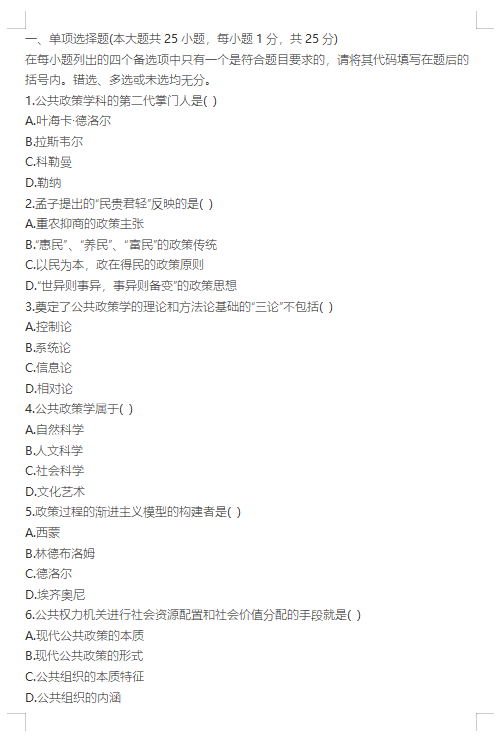 一、单项选择题(本大题共 25 小题，每小题 1 分，共 25 分)
在每小题列出的四个备选项中只有一个是符合题目要求的，请将其代码填写在题后的
括号内。错选、多选或未选均无分。
1.公共政策学科的第二代掌门人是( )
A.叶海卡·德洛尔
B.拉斯韦尔
C.科勒曼
D.勒纳
2.孟子提出的“民贵君轻”反映的是( )
A.重农抑商的政策主张
B.“惠民”、“养民”、“富民”的政策传统
C.以民为本，政在得民的政策原则
D.“世异则事异，事异则备变”的政策思想
3.奠定了公共政策学的理论和方法论基础的“三论”不包括( )
A.控制论
B.系统论
C.信息论
D.相对论
4.公共政策学属于( )
A.自然科学
B.人文科学
C.社会科学
D.文化艺术
5.政策过程的渐进主义模型的构建者是( )
A.西蒙
B.林德布洛姆
C.德洛尔
D.埃齐奥尼
6.公共权力机关进行社会资源配置和社会价值分配的手段就是( )
A.现代公共政策的本质
B.现代公共政策的形式
C.公共组织的本质特征
D.公共组织的内涵